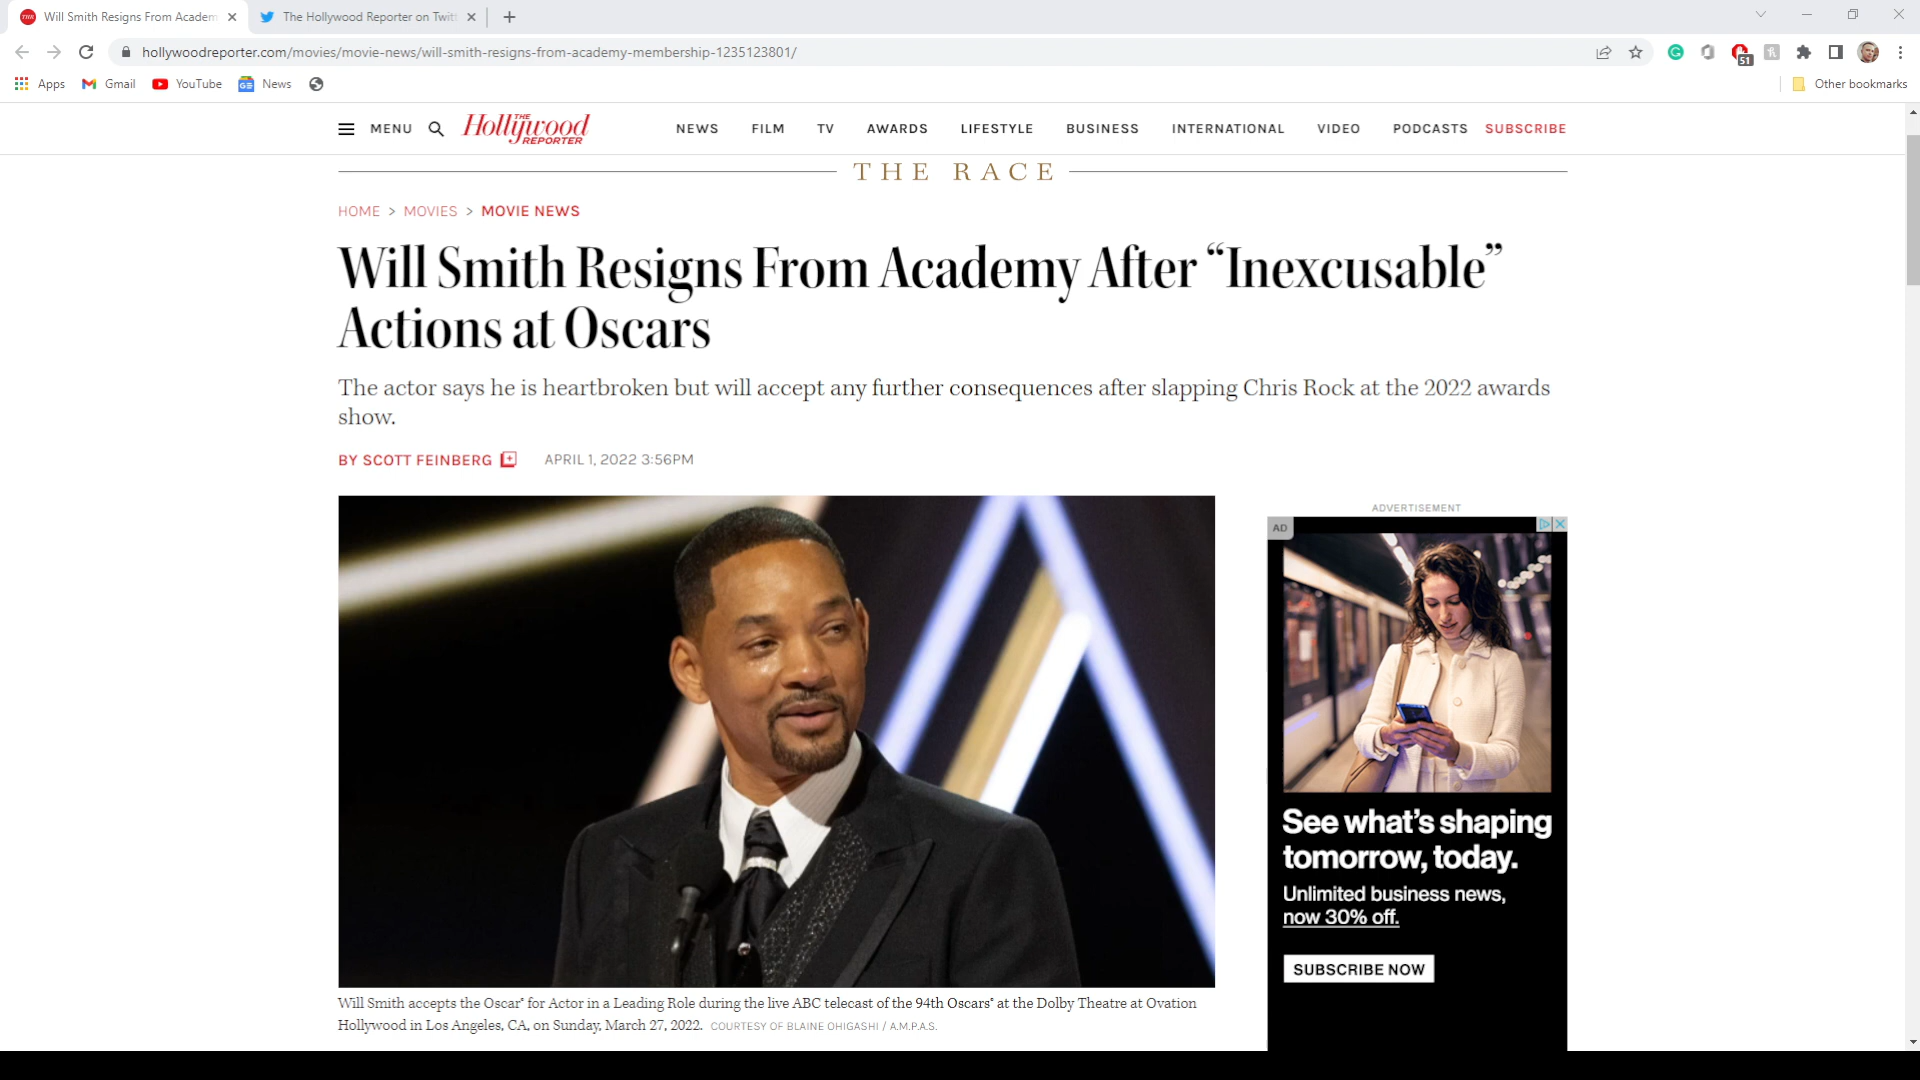 Will Smith Resigns From Academ
The Hollywood Reporter on Twitt
hollywoodreporter.com/movies/movie-news/will-smith-resigns-from-academy-membership-1235123801/
51
Apps
Gmail
YouTube
News
Other bookmarks
MENU
THE
Hollywood
REPORTER
NEWS
FILM
TV
AWARDS
LIFESTYLE
BUSINESS
INTERNATIONAL
VIDEO
PODCASTS
SUBSCRIBE
THE RACE
HOME > MOVIES > MOVIE NEWS
Will Smith Resigns From Academy After “Inexcusable”
Actions at Oscars
The actor says he is heartbroken but will accept any further consequences after slapping Chris Rock at the 2022 awards
show.
BY SCOTT FEINBERG
APRIL 1, 2022 3:56PM
ADVERTISEMENT
AD
See what’s shaping
tomorrow, today.
Unlimited business news,
now 30% off.
SUBSCRIBE NOW
Will Smith accepts the Oscar® for Actor in a Leading Role during the live ABC telecast of the 94th Oscars® at the Dolby Theatre at Ovation
Hollywood in Los Angeles, CA, on Sunday, March 27, 2022. COURTESY OF BLAINE OHIGASHI / A.M.P.A.S.